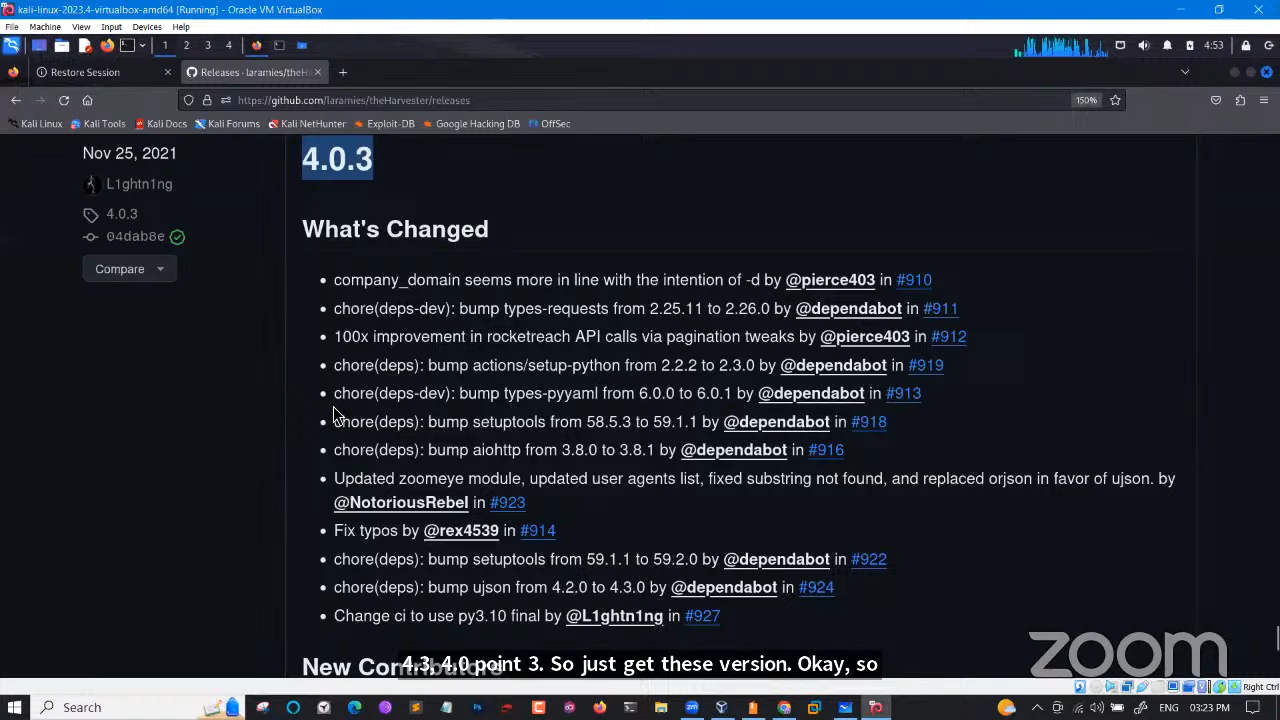 kali-linux-2023.4-virtualbox-amd64 [Running] - Oracle VM VirtualBox
File Machine View Input Devices Help
1 2 3 4 4:53
Restore Session × Releases · laramies/theHa × +
https://github.com/laramies/theHarvester/releases 150%
Kali Linux Kali Tools Kali Docs Kali Forums Kali NetHunter Exploit-DB Google Hacking DB OffSec
Nov 25, 2021
L1ghtn1ng
4.0.3
04dab8e
Compare
4.0.3
What's Changed
• company_domain seems more in line with the intention of -d by @pierce403 in #910
• chore(deps-dev): bump types-requests from 2.25.11 to 2.26.0 by @dependabot in #911
• 100x improvement in rocketreach API calls via pagination tweaks by @pierce403 in #912
• chore(deps): bump actions/setup-python from 2.2.2 to 2.3.0 by @dependabot in #919
• chore(deps-dev): bump types-pyyaml from 6.0.0 to 6.0.1 by @dependabot in #913
• chore(deps): bump setuptools from 58.5.3 to 59.1.1 by @dependabot in #918
• chore(deps): bump aiohttp from 3.8.0 to 3.8.1 by @dependabot in #916
• Updated zoomeye module, updated user agents list, fixed substring not found, and replaced orjson in favor of ujson. by
@NotoriousRebel in #923
• Fix typos by @rex4539 in #914
• chore(deps): bump setuptools from 59.1.1 to 59.2.0 by @dependabot in #922
• chore(deps): bump ujson from 4.2.0 to 4.3.0 by @dependabot in #924
• Change ci to use py3.10 final by @L1ghtn1ng in #927
New Contributors
4.3, 4.0 point 3. So just get these version. Okay, so
zoom
Right Ctrl
Search 03:23 PM